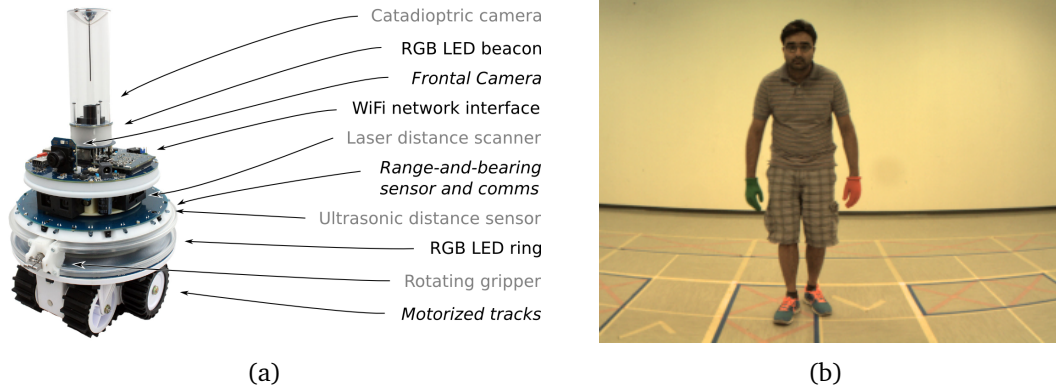 Catadioptric camera
RGB LED beacon
Frontal Camera
WiFi network interface
Laser distance scanner
Range-and-bearing
sensor and comms
Ultrasonic distance sensor
RGB LED ring
Rotating gripper
Motorized tracks
(a)
(b)